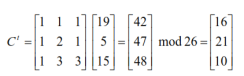 [1 1 1] [19] [42] [16]
C^t = [1 2 1] [5] = [47] mod 26 = [21]
[1 3 3] [15] [48] [10]